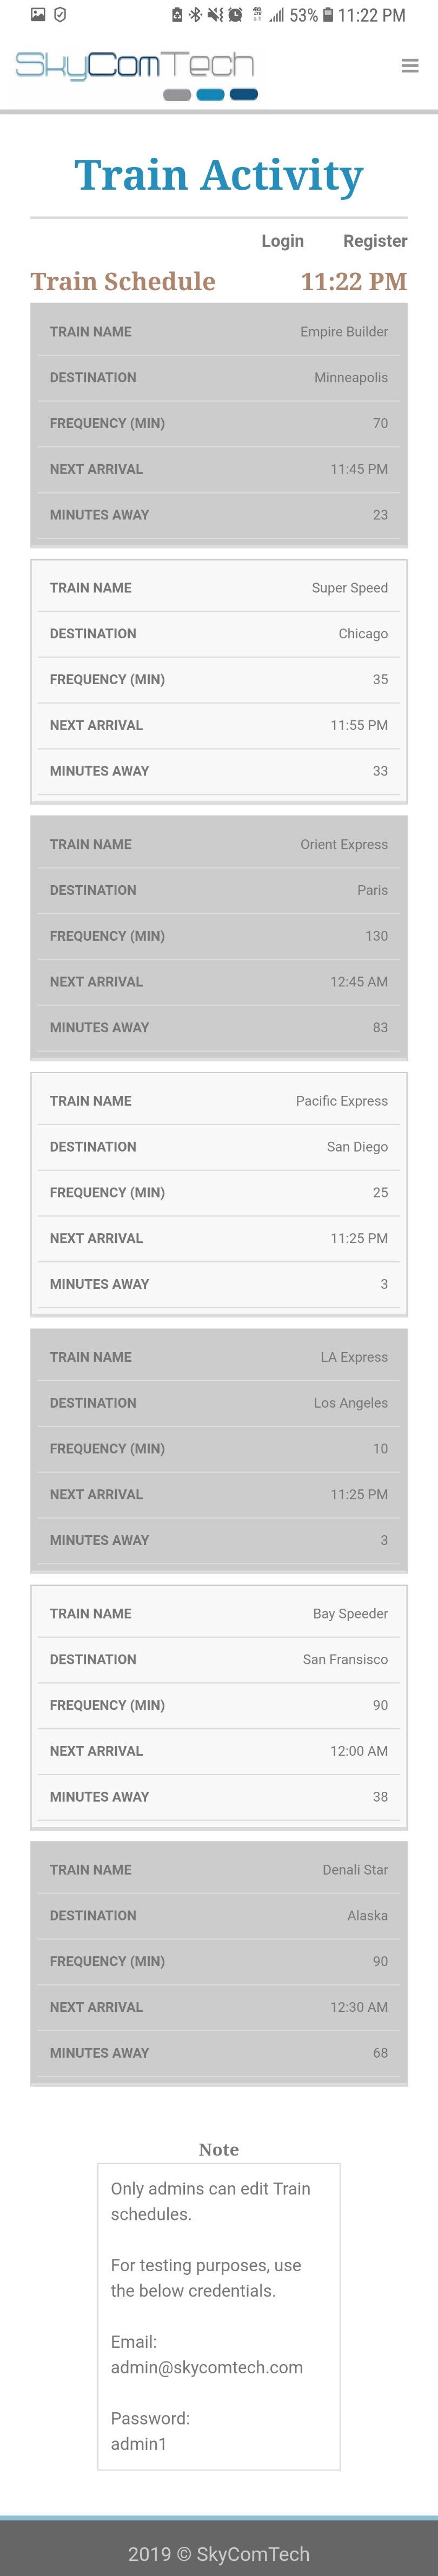 53% 11:22 PM
SkyComTech
Train Activity
Login Register
Train Schedule 11:22 PM
TRAIN NAME Empire Builder
DESTINATION Minneapolis
FREQUENCY (MIN) 70
NEXT ARRIVAL 11:45 PM
MINUTES AWAY 23
TRAIN NAME Super Speed
DESTINATION Chicago
FREQUENCY (MIN) 35
NEXT ARRIVAL 11:55 PM
MINUTES AWAY 33
TRAIN NAME Orient Express
DESTINATION Paris
FREQUENCY (MIN) 130
NEXT ARRIVAL 12:45 AM
MINUTES AWAY 83
TRAIN NAME Pacific Express
DESTINATION San Diego
FREQUENCY (MIN) 25
NEXT ARRIVAL 11:25 PM
MINUTES AWAY 3
TRAIN NAME LA Express
DESTINATION Los Angeles
FREQUENCY (MIN) 10
NEXT ARRIVAL 11:25 PM
MINUTES AWAY 3
TRAIN NAME Bay Speeder
DESTINATION San Fransisco
FREQUENCY (MIN) 90
NEXT ARRIVAL 12:00 AM
MINUTES AWAY 38
TRAIN NAME Denali Star
DESTINATION Alaska
FREQUENCY (MIN) 90
NEXT ARRIVAL 12:30 AM
MINUTES AWAY 68
Note
Only admins can edit Train
schedules.
For testing purposes, use
the below credentials.
Email:
admin@skycomtech.com
Password:
admin1
2019 © SkyComTech